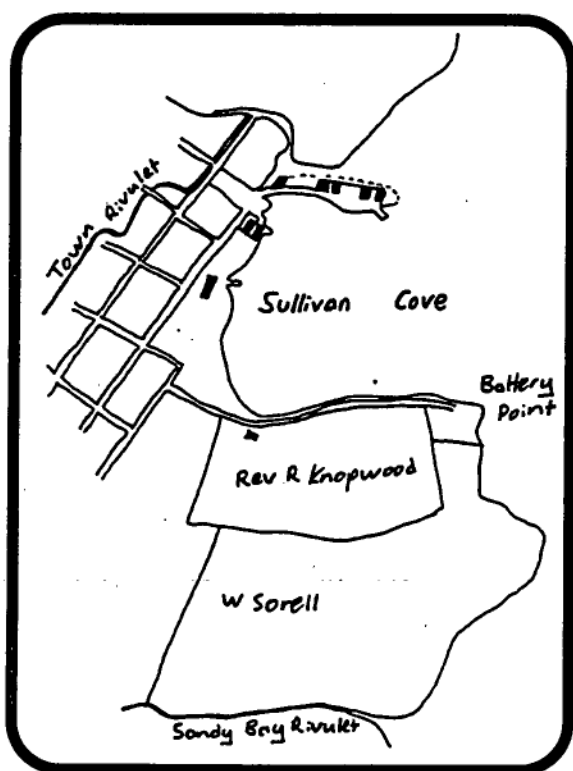 Town Rivulet
Sullivan Cove
Battery
Point
Rev R Knopwood
W Sorell
Sandy Bay Rivulet